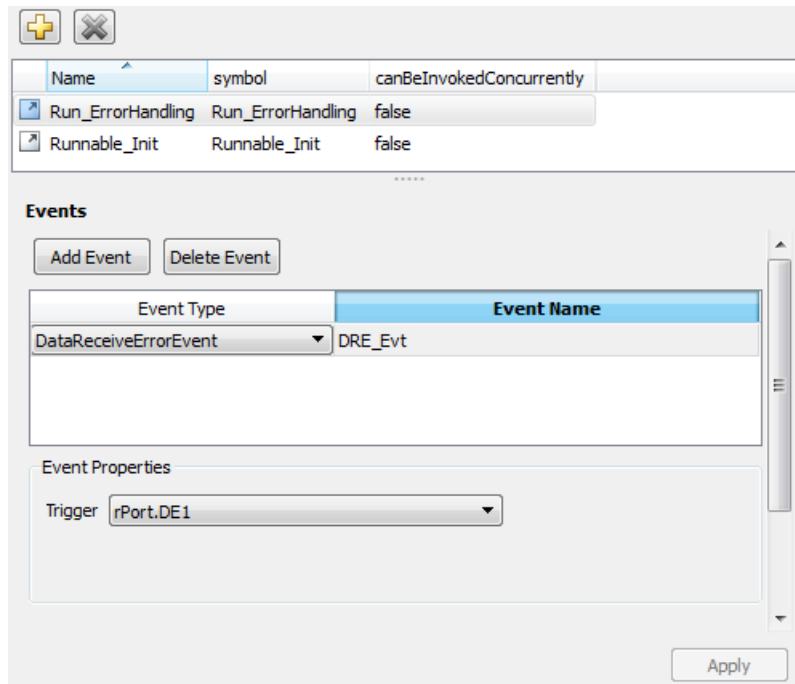 Name symbol canBeInvokedConcurrently
Run_ErrorHandling Run_ErrorHandling false
Runnable_Init Runnable_Init false
Events
Add Event Delete Event
Event Type Event Name
DataReceiveErrorEvent DRE_Evt
Event Properties
Trigger rPort.DE1
Apply